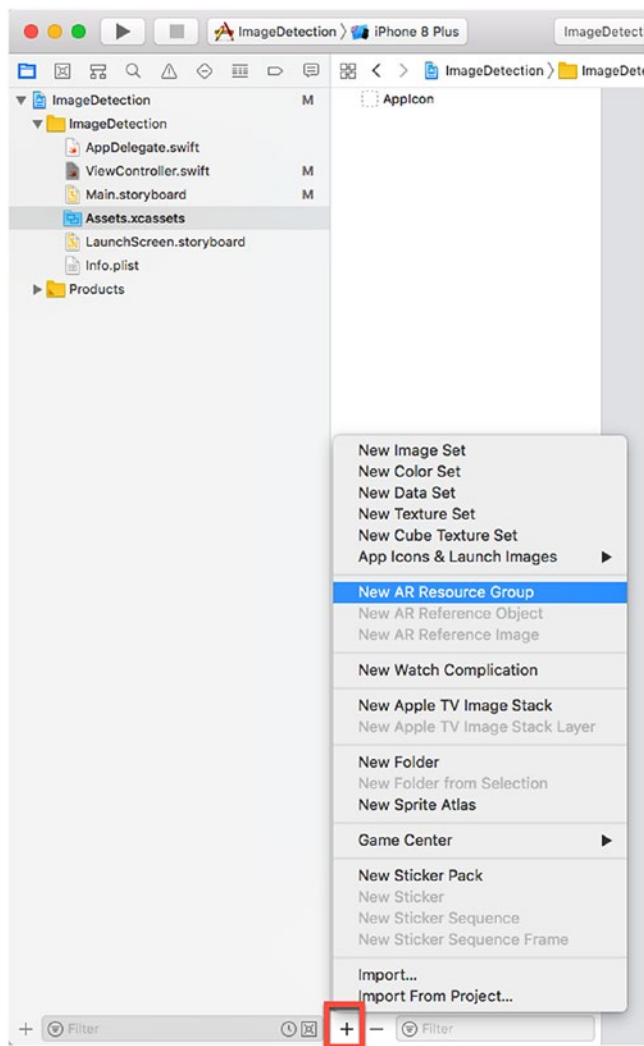 ImageDetection 〉 iPhone 8 Plus
ImageDetect
ImageDetection 〉 ImageDete
ImageDetection M
ImageDetection
AppDelegate.swift
ViewController.swift M
Main.storyboard M
Assets.xcassets
LaunchScreen.storyboard
Info.plist
Products
AppIcon
New Image Set
New Color Set
New Data Set
New Texture Set
New Cube Texture Set
App Icons & Launch Images
New AR Resource Group
New AR Reference Object
New AR Reference Image
New Watch Complication
New Apple TV Image Stack
New Apple TV Image Stack Layer
New Folder
New Folder from Selection
New Sprite Atlas
Game Center
New Sticker Pack
New Sticker
New Sticker Sequence
New Sticker Sequence Frame
Import...
Import From Project...
+ Filter
+ − Filter